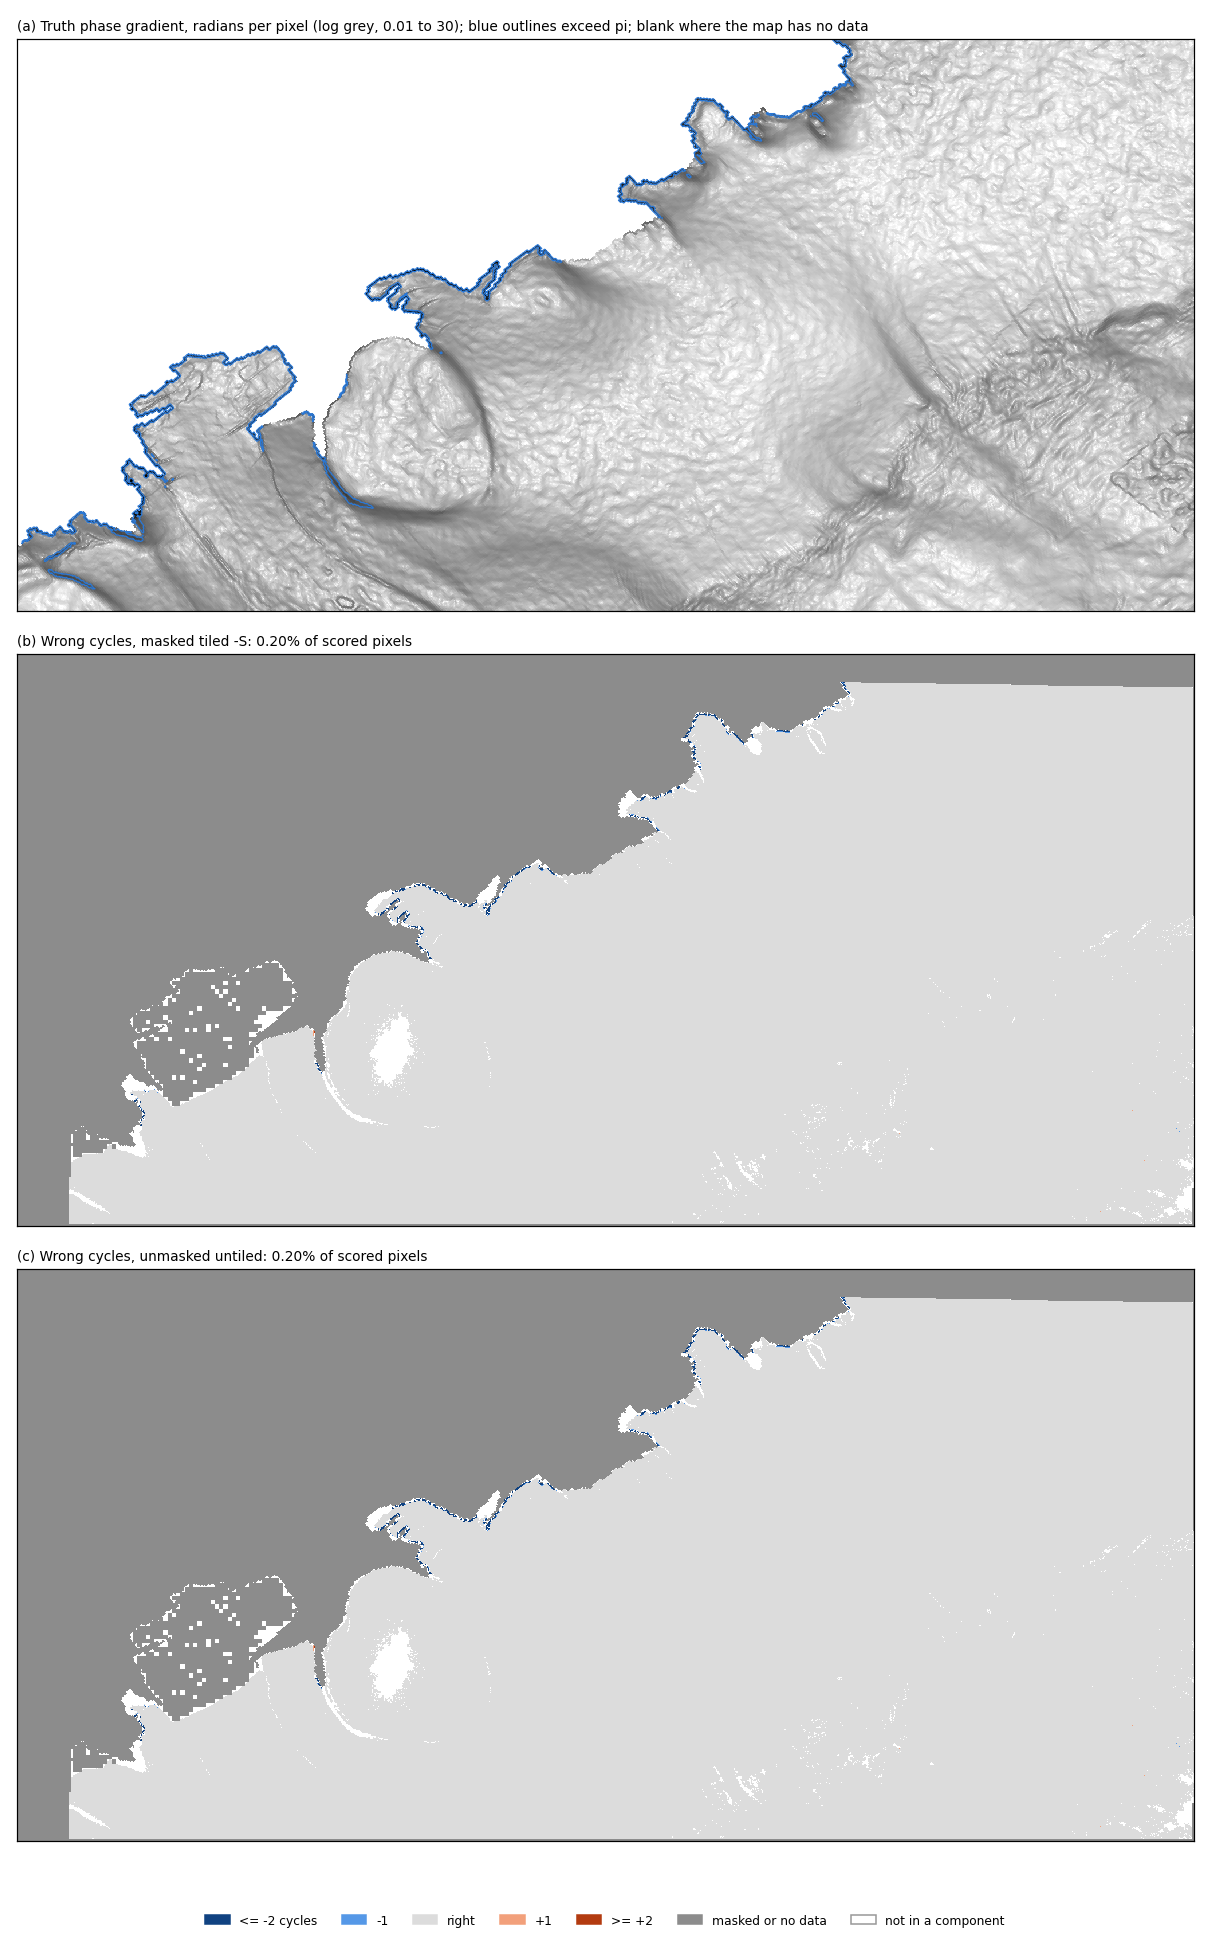 (a) Truth phase gradient, radians per pixel (log grey, 0.01 to 30); blue outlines exceed pi; blank where the map has no data
(b) Wrong cycles, masked tiled -S: 0.20% of scored pixels
(c) Wrong cycles, unmasked untiled: 0.20% of scored pixels
<= -2 cycles -1 right +1 >= +2 masked or no data not in a component